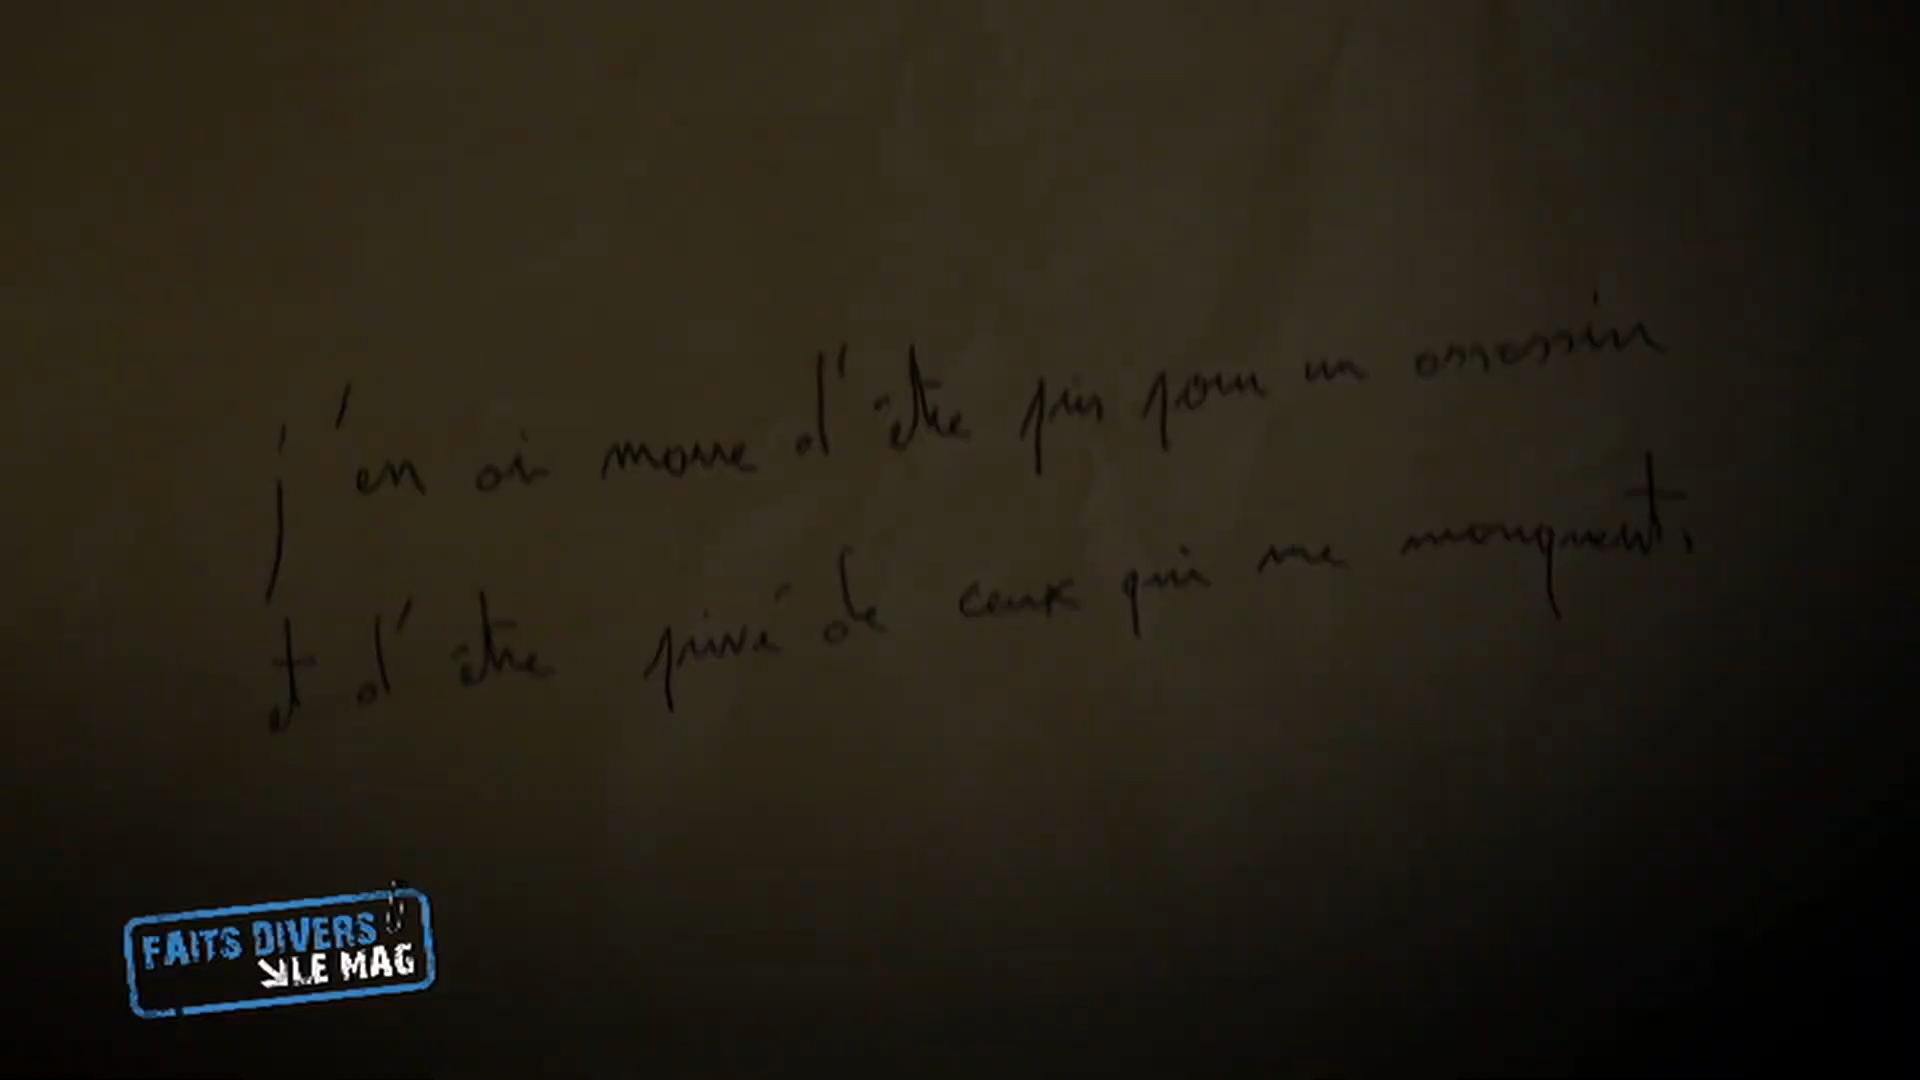 j'en ai marre d'être pris pour un assassin
et d'être privé de ceux qui me manquent.
FAITS DIVERS
LE MAG